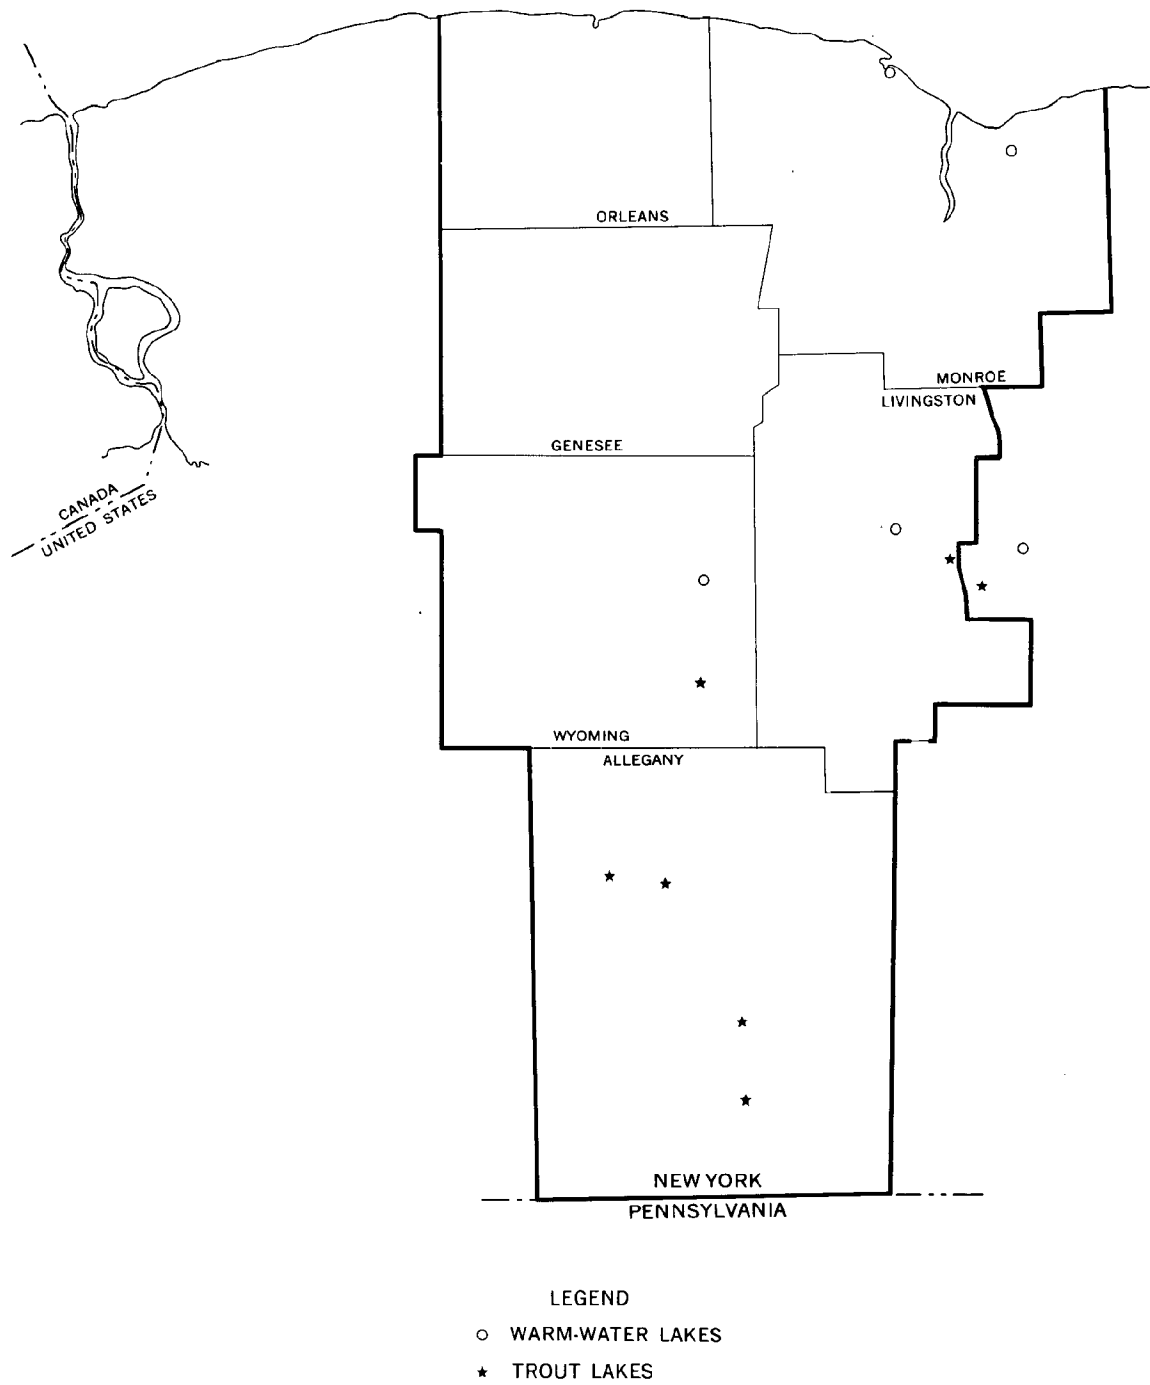 ORLEANS
MONROE
LIVINGSTON
GENESEE
CANADA
UNITED STATES
WYOMING
ALLEGANY
NEW YORK
PENNSYLVANIA
LEGEND
WARM-WATER LAKES
TROUT LAKES